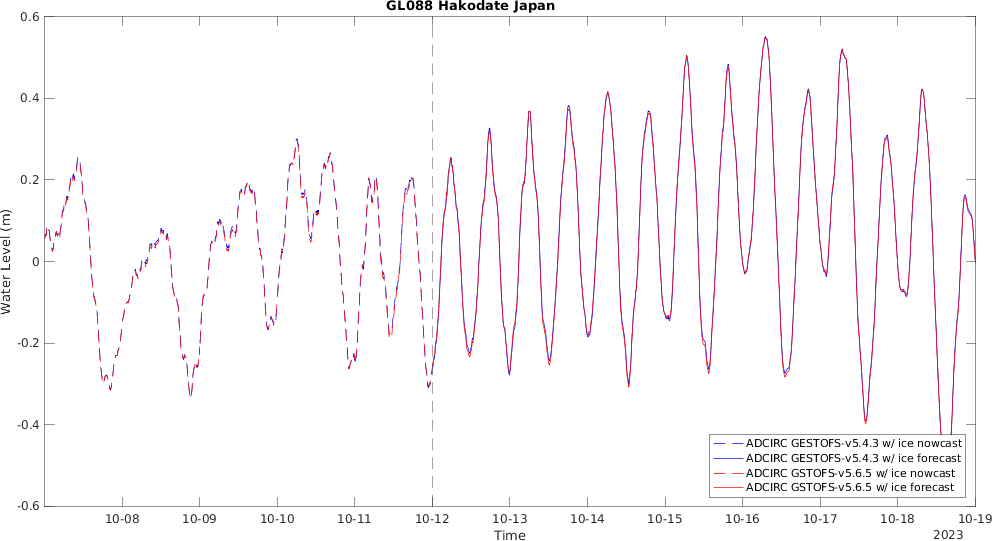 GL088 Hakodate Japan
0.6
0.4
0.2
0
-0.2
-0.4
-0.6
Water Level (m)
ADCIRC GESTOFS-v5.4.3 w/ ice nowcast
ADCIRC GESTOFS-v5.4.3 w/ ice forecast
ADCIRC GSTOFS-v5.6.5 w/ ice nowcast
ADCIRC GSTOFS-v5.6.5 w/ ice forecast
10-08 10-09 10-10 10-11 10-12 10-13 10-14 10-15 10-16 10-17 10-18 10-19
Time
2023